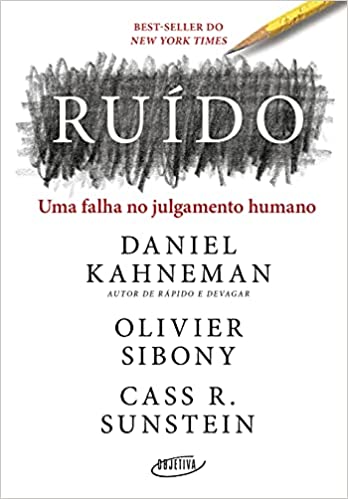 BEST-SELLER DO
NEW YORK TIMES
RUÍDO
Uma falha no julgamento humano
DANIEL
KAHNEMAN
AUTOR DE RÁPIDO E DEVAGAR
OLIVIER
SIBONY
CASS R.
SUNSTEIN
OBJETIVA